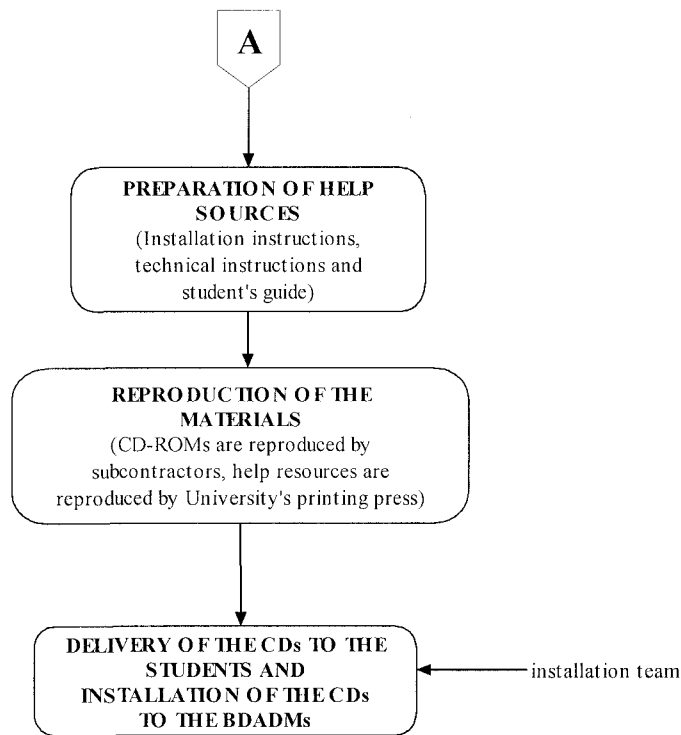 A
PREPARATION OF HELP
SOURCES
(Installation instructions,
technical instructions and
student's guide)
REPRODUCTION OF THE
MATERIALS
(CD-ROMs are reproduced by
subcontractors, help resources are
reproduced by University's printing press)
DELIVERY OF THE CDs TO THE
STUDENTS AND
INSTALLATION OF THE CDs
TO THE BDADMs
installation team